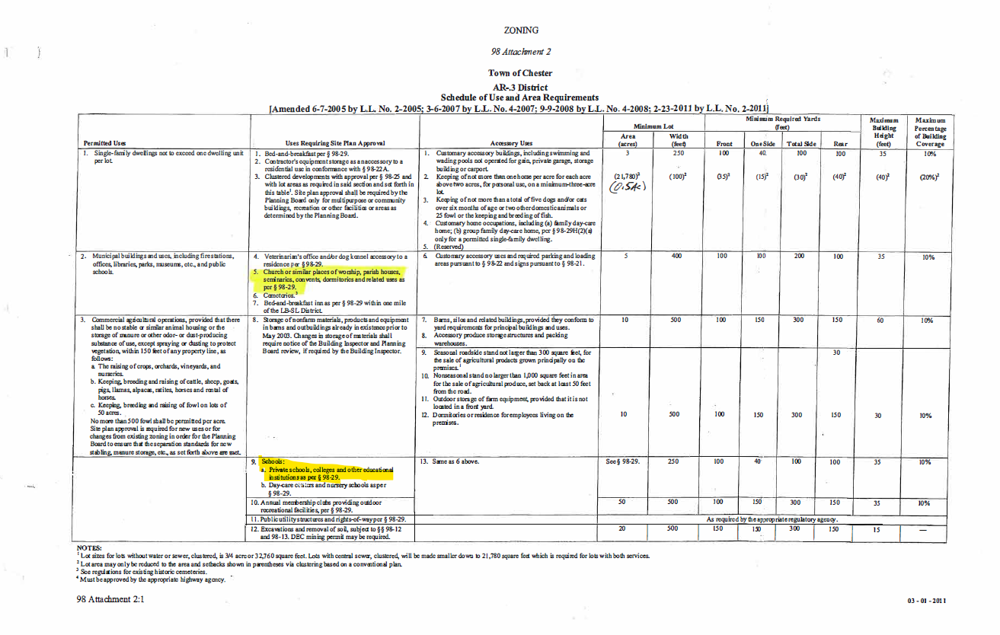 ZONING
98 Attachment 2
Town of Chester
AR-.3 District
Schedule of Use and Area Requirements
[Amended 6-7-2005 by L.L. No. 2-2005; 3-6-2007 by L.L. No. 4-2007; 9-9-2008 by L.L. No. 4-2008; 2-23-2011 by L.L. No. 2-2011]
Permitted Uses
Uses Requiring Site Plan Approval
Accessory Uses
Minimum Lot
Area (acres)
Width (feet)
Minimum Required Yards (feet)
Front
One Side
Total Side
Rear
Maximum Building Height (feet)
Maximum Percentage of Building Coverage
1. Single-family dwellings not to exceed one dwelling unit
per lot.
1. Bed-and-breakfast per § 98-29.
2. Contractor's equipment storage as an accessory to a
residential use in conformance with § 98-22A.
3. Clustered developments with approval per § 98-25 and
with lot areas as required in said section and set forth in
this table¹. Site plan approval shall be required by the
Planning Board only for multipurpose or community
buildings, recreation or other facilities or areas as
determined by the Planning Board.
1. Customary accessory buildings, including swimming and
wading pools not operated for gain, private garage, storage
building or carport.
2. Keeping of not more than one horse per acre for each acre
above two acres, for personal use, on a minimum-three-acre
lot.
3. Keeping of not more than a total of five dogs and/or cats
over six months of age or two other domestic animals or
25 fowl or the keeping and breeding of fish.
4. Customary home occupations, including (a) family day-care
home; (b) group family day-care home, per § 98-29H(2)(a)
only for a permitted single-family dwelling.
5. (Reserved)
3 250 100 40. 100 100 35 10%
(21,780)² (100)² (35)² (15)² (30)² (40)² (40)² (20%)²
(0.5Ac)
2. Municipal buildings and uses, including fire stations,
offices, libraries, parks, museums, etc., and public
schools.
4. Veterinarian's office and/or dog kennel accessory to a
residence per § 98-29.
5. Church or similar places of worship, parish houses,
seminaries, convents, dormitories and related uses as
per § 98-29.
6. Cemeteries.³
7. Bed-and-breakfast inn as per § 98-29 within one mile
of the LB-SL District.
6. Customary accessory uses and required parking and loading
areas pursuant to § 98-22 and signs pursuant to § 98-21.
5 400 100 100 200 100 35 10%
3. Commercial agricultural operations, provided that there
shall be no stable or similar animal housing or the
storage of manure or other odor- or dust-producing
substance of use, except spraying or dusting to protect
vegetation, within 150 feet of any property line, as
follows:
a. The raising of crops, orchards, vineyards, and
nurseries.
b. Keeping, breeding and raising of cattle, sheep, goats,
pigs, llamas, alpacas, ratites, horses and rental of
horses.
c. Keeping, breeding and raising of fowl on lots of
50 acres.
No more than 500 fowl shall be permitted per acre.
Site plan approval is required for new uses or for
changes from existing zoning in order for the Planning
Board to ensure that the separation standards for new
stabling, manure storage, etc., as set forth above are met.
8. Storage of nonfarm materials, products and equipment
in barns and outbuildings already in existence prior to
May 2003. Changes in storage of materials shall
require notice of the Building Inspector and Planning
Board review, if required by the Building Inspector.
7. Barns, silos and related buildings, provided they conform to
yard requirements for principal buildings and uses.
8. Accessory produce storage structures and packing
warehouses.
10 500 100 150 300 150 60 10%
9. Seasonal roadside stand not larger than 300 square feet, for
the sale of agricultural products grown principally on the
premises.¹
30
10. Nonseasonal stand no larger than 1,000 square feet in area
for the sale of agricultural produce, set back at least 50 feet
from the road.
11. Outdoor storage of farm equipment, provided that it is not
located in a front yard.
12. Dormitories or residence for employees living on the
premises.
10 500 100 150 300 150 30 10%
9. Schools:
a. Private schools, colleges and other educational
institutions as per § 98-29.
b. Day-care centers and nursery schools as per
§ 98-29.
13. Same as 6 above.
See § 98-29. 250 100 40 100 100 35 10%
10. Annual membership clubs providing outdoor
recreational facilities, per § 98-29.
50 500 100 150 300 150 35 10%
11. Public utility structures and rights-of-way per § 98-29.
As required by the appropriate regulatory agency.
12. Excavations and removal of soil, subject to §§ 98-12
and 98-13. DEC mining permit may be required.
20 500 150 150 300 150 15 —
NOTES:
¹ Lot sizes for lots without water or sewer, clustered, is 3/4 acre or 32,760 square feet. Lots with central sewer, clustered, will be made smaller down to 21,780 square feet which is required for lots with both services.
² Lot area may only be reduced to the area and setbacks shown in parentheses via clustering based on a conventional plan.
³ See regulations for existing historic cemeteries.
⁴ Must be approved by the appropriate highway agency.
98 Attachment 2:1
03 - 01 - 2011